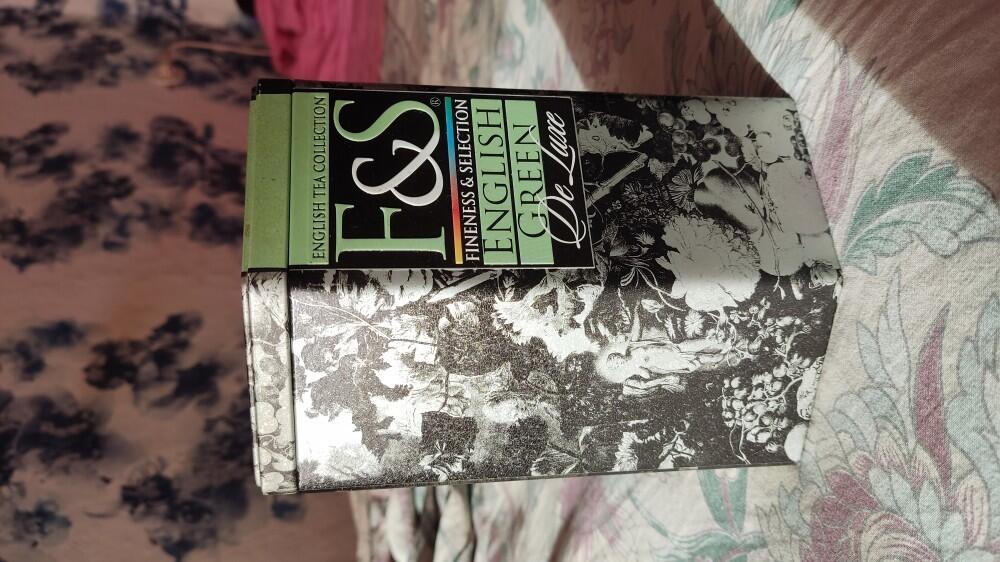 ENGLISH TEA COLLECTION
F&S®
FINENESS & SELECTION
ENGLISH
GREEN
De Luxe